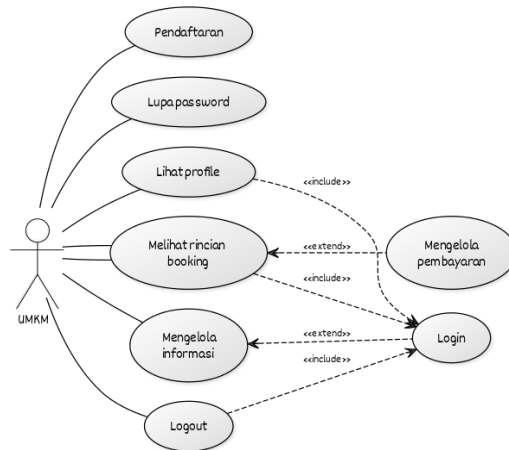 Pendaftaran
Lupa password
Lihat profile
<<include>>
Melihat rincian
booking
<<extend>>
Mengelola
pembayaran
<<include>>
UMKM
Mengelola
informasi
<<extend>>
Login
<<include>>
Logout